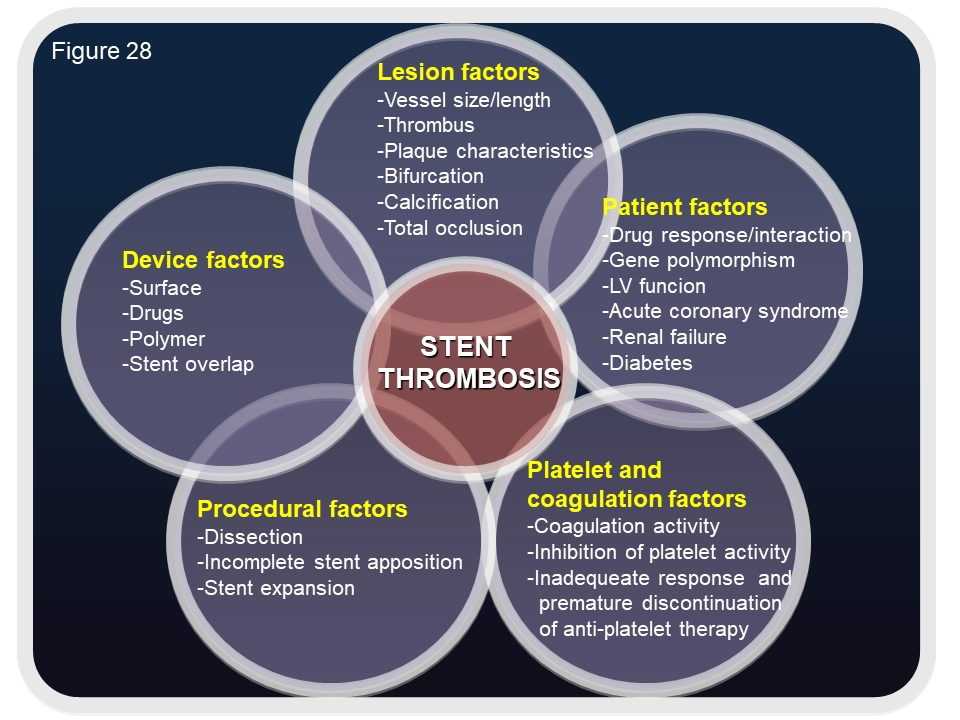 Figure 28
Lesion factors
-Vessel size/length
-Thrombus
-Plaque characteristics
-Bifurcation
-Calcification
-Total occlusion
Patient factors
-Drug response/interaction
-Gene polymorphism
-LV funcion
-Acute coronary syndrome
-Renal failure
-Diabetes
Device factors
-Surface
-Drugs
-Polymer
-Stent overlap
STENT
THROMBOSIS
Procedural factors
-Dissection
-Incomplete stent apposition
-Stent expansion
Platelet and
coagulation factors
-Coagulation activity
-Inhibition of platelet activity
-Inadequeate response and
premature discontinuation
of anti-platelet therapy